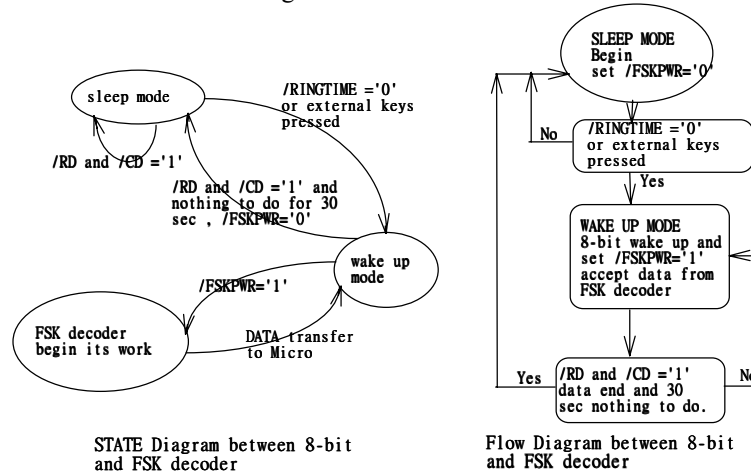 sleep mode
/RINGTIME ='0'
or external keys
pressed
/RD and /CD ='1'
/RD and /CD ='1' and
nothing to do for 30
sec , /FSKPWR='0'
wake up
mode
/FSKPWR='1'
FSK decoder
begin its work
DATA transfer
to Micro
STATE Diagram between 8-bit
and FSK decoder
SLEEP MODE
Begin
set /FSKPWR='0'
No
/RINGTIME ='0'
or external keys
pressed
Yes
WAKE UP MODE
8-bit wake up and
set /FSKPWR='1'
accept data from
FSK decoder
Yes
/RD and /CD ='1'
data end and 30
sec nothing to do.
No
Flow Diagram between 8-bit
and FSK decoder